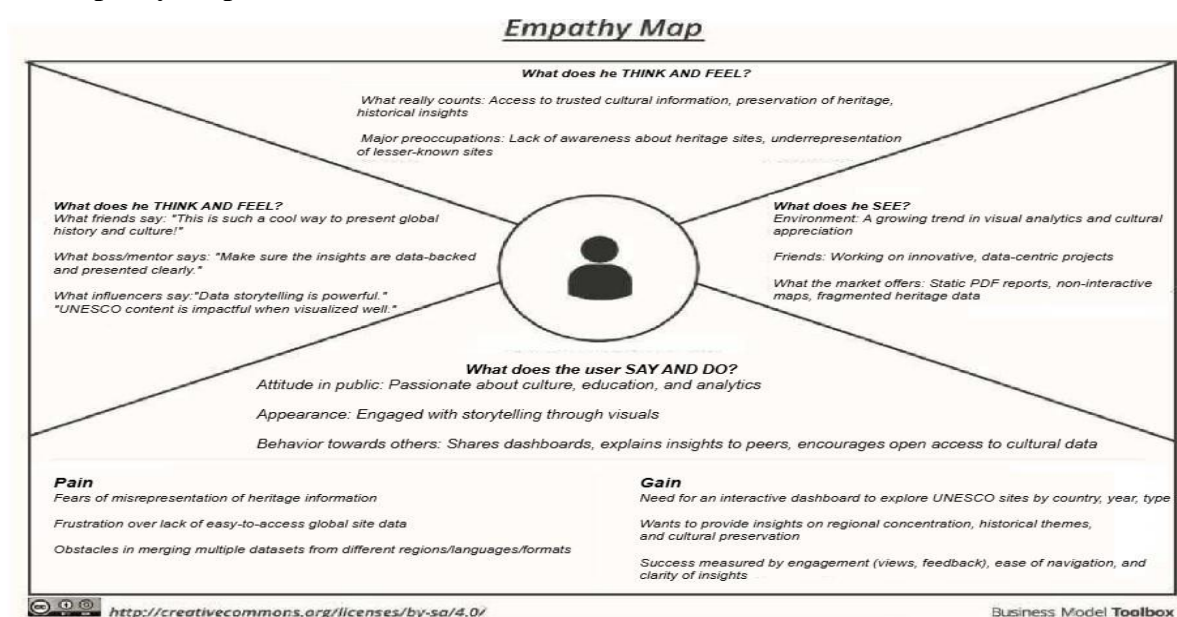 Empathy Map
What does he THINK AND FEEL?
What really counts: Access to trusted cultural information, preservation of heritage,
historical insights
Major preoccupations: Lack of awareness about heritage sites, underrepresentation
of lesser-known sites
What does he THINK AND FEEL?
What friends say: "This is such a cool way to present global
history and culture!"
What boss/mentor says: "Make sure the insights are data-backed
and presented clearly."
What influencers say:"Data storytelling is powerful."
"UNESCO content is impactful when visualized well."
What does he SEE?
Environment: A growing trend in visual analytics and cultural
appreciation
Friends: Working on innovative, data-centric projects
What the market offers: Static PDF reports, non-interactive
maps, fragmented heritage data
What does the user SAY AND DO?
Attitude in public: Passionate about culture, education, and analytics
Appearance: Engaged with storytelling through visuals
Behavior towards others: Shares dashboards, explains insights to peers, encourages open access to cultural data
Pain
Fears of misrepresentation of heritage information
Frustration over lack of easy-to-access global site data
Obstacles in merging multiple datasets from different regions/languages/formats
Gain
Need for an interactive dashboard to explore UNESCO sites by country, year, type
Wants to provide insights on regional concentration, historical themes,
and cultural preservation
Success measured by engagement (views, feedback), ease of navigation, and
clarity of insights
http://creativecommons.org/licenses/by-sa/4.0/
Business Model Toolbox